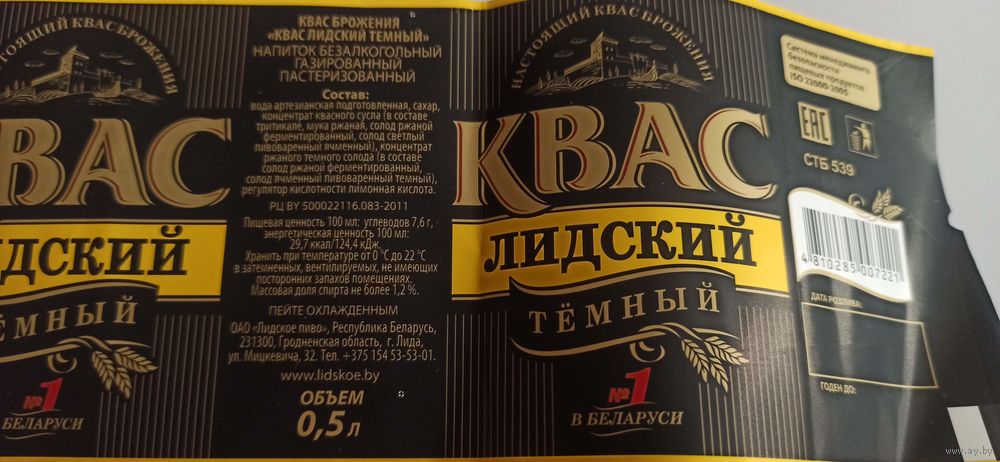 НАСТОЯЩИЙ КВАС БРОЖЕНИЯ
КВАС
ЛИДСКИЙ
ТЁМНЫЙ
№1
В БЕЛАРУСИ
КВАС БРОЖЕНИЯ
«КВАС ЛИДСКИЙ ТЕМНЫЙ»
НАПИТОК БЕЗАЛКОГОЛЬНЫЙ
ГАЗИРОВАННЫЙ
ПАСТЕРИЗОВАННЫЙ
Состав:
вода артезианская подготовленная, сахар,
концентрат квасного сусла (в составе
тритикале, мука ржаная, солод ржаной
ферментированный, солод светлый
пивоваренный ячменный), концентрат
ржаного темного солода (в составе
солод ржаной ферментированный,
солод ячменный пивоваренный темный),
регулятор кислотности лимонная кислота.
РЦ BY 500022116.083-2011
Пищевая ценность 100 мл: углеводов 7,6 г,
энергетическая ценность 100 мл:
29,7 ккал/124,4 кДж.
Хранить при температуре от 0 °С до 22 °С
в затемненных, вентилируемых, не имеющих
посторонних запахов помещениях.
Массовая доля спирта не более 1,2 %.
ПЕЙТЕ ОХЛАЖДЕННЫМ
ОАО «Лидское пиво», Республика Беларусь,
231300, Гродненская область, г. Лида,
ул. Мицкевича, 32. Тел. +375 154 53-53-01.
www.lidskoe.by
ОБЪЕМ
0,5 л
НАСТОЯЩИЙ КВАС БРОЖЕНИЯ
КВАС
ЛИДСКИЙ
ТЁМНЫЙ
№1
В БЕЛАРУСИ
Система менеджмента
безопасности
пищевых продуктов
ISO 22000-2005
ЕАС
СТБ 539
4 810285 007221
ДАТА РОЗЛИВА:
ГОДЕН ДО:
www.ay.by